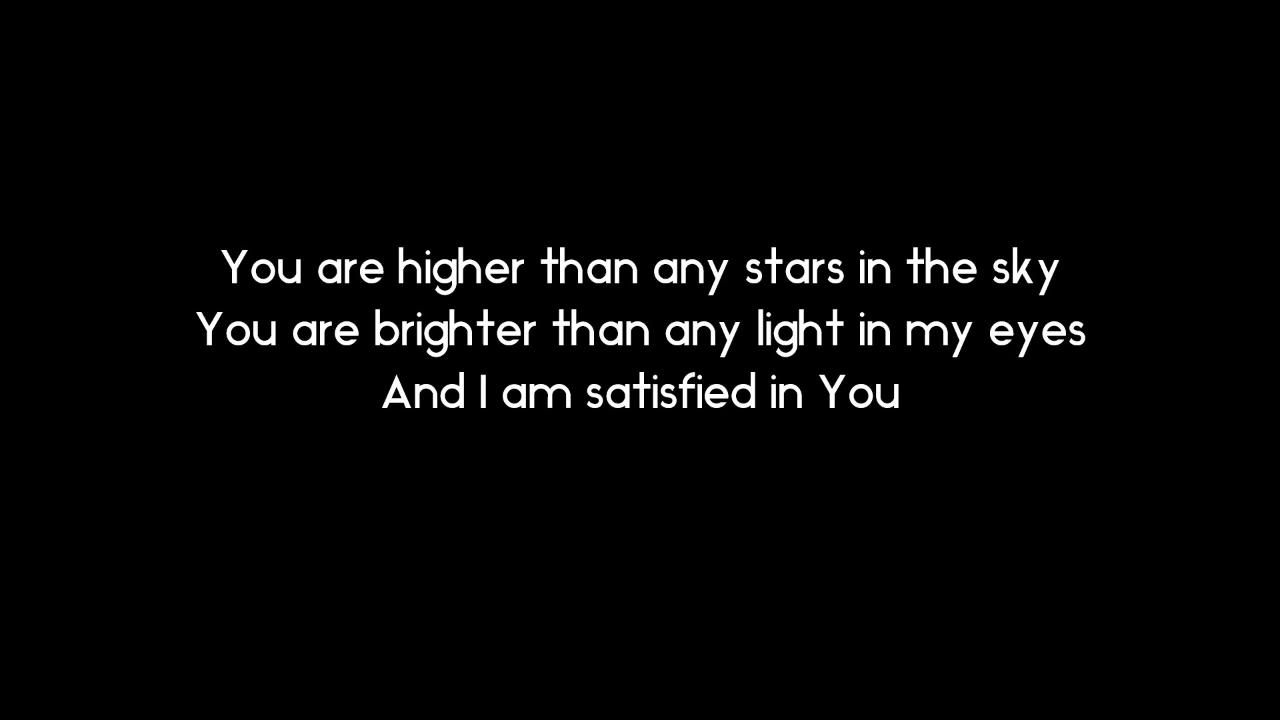 You are higher than any stars in the sky
You are brighter than any light in my eyes
And I am satisfied in You